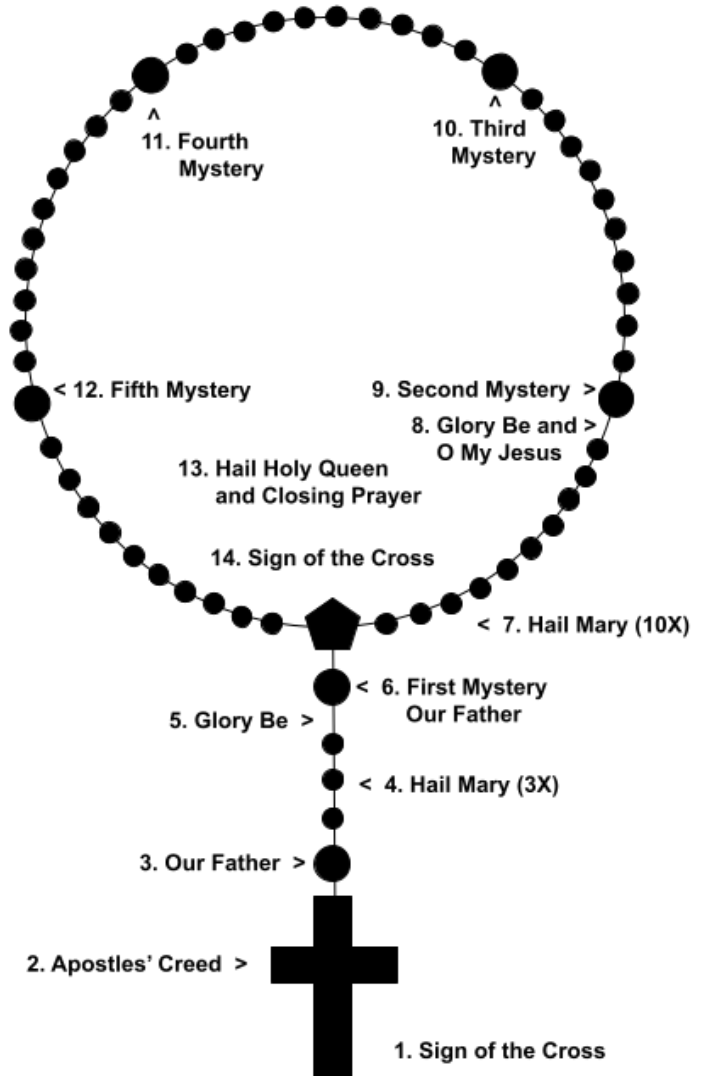 ^
^
11. Fourth
Mystery
10. Third
Mystery
< 12. Fifth Mystery
9. Second Mystery >
8. Glory Be and >
O My Jesus
13. Hail Holy Queen
and Closing Prayer
14. Sign of the Cross
< 7. Hail Mary (10X)
< 6. First Mystery
Our Father
5. Glory Be >
< 4. Hail Mary (3X)
3. Our Father >
2. Apostles’ Creed >
1. Sign of the Cross